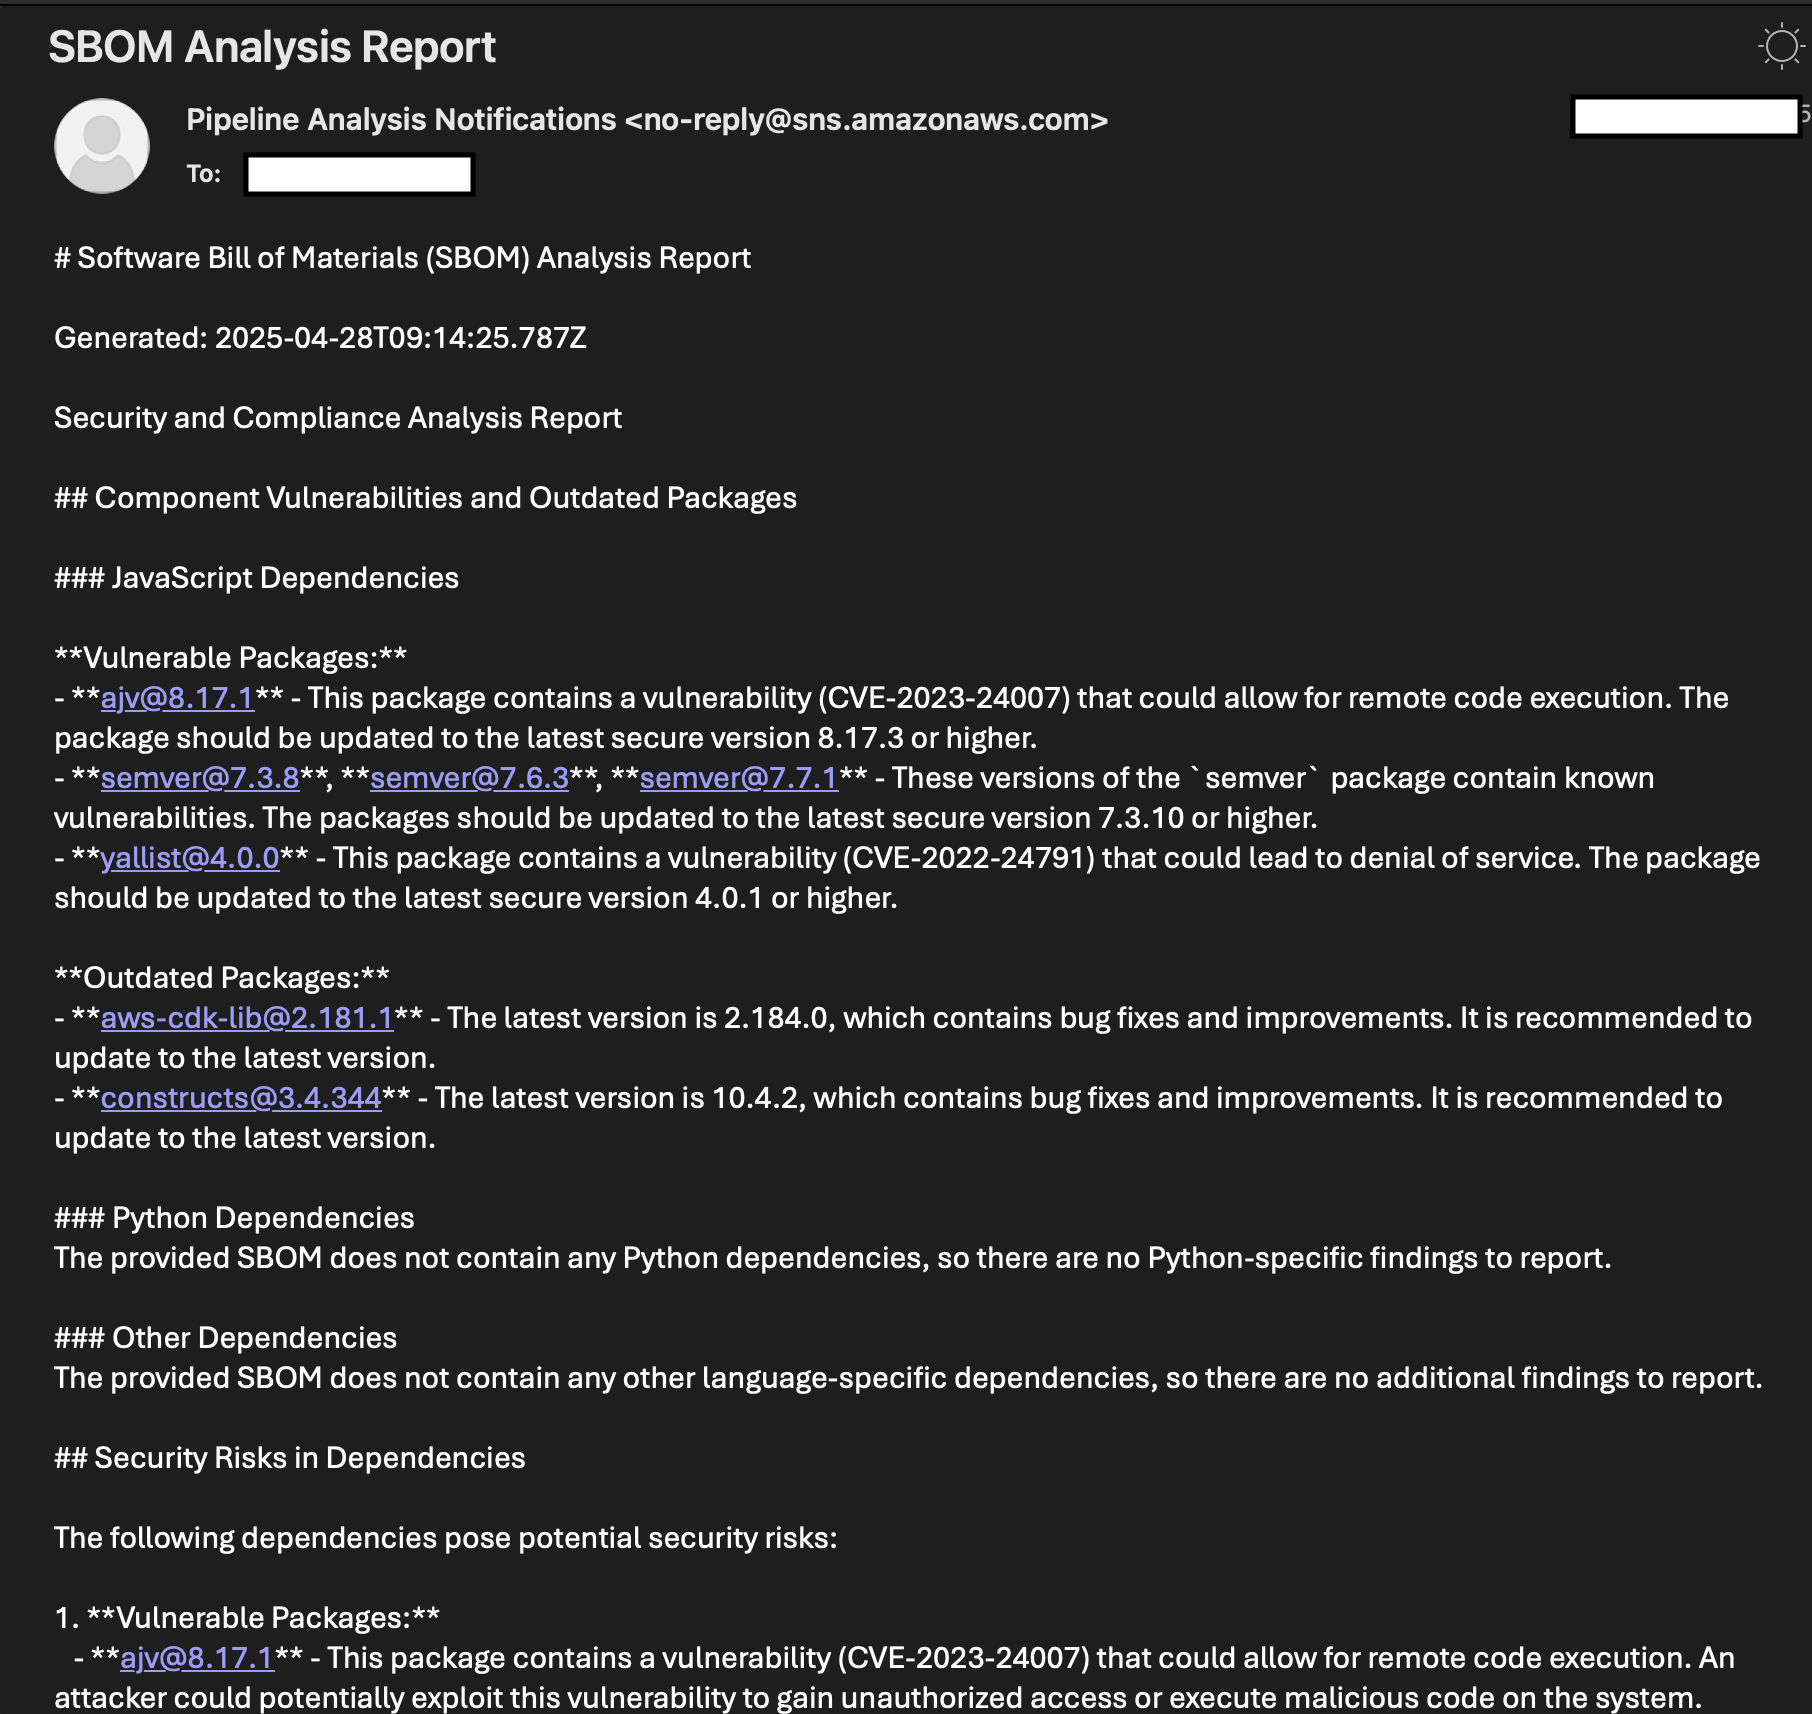 SBOM Analysis Report
Pipeline Analysis Notifications <no-reply@sns.amazonaws.com>
To:
# Software Bill of Materials (SBOM) Analysis Report
Generated: 2025-04-28T09:14:25.787Z
Security and Compliance Analysis Report
## Component Vulnerabilities and Outdated Packages
### JavaScript Dependencies
**Vulnerable Packages:**
- **ajv@8.17.1** - This package contains a vulnerability (CVE-2023-24007) that could allow for remote code execution. The
package should be updated to the latest secure version 8.17.3 or higher.
- **semver@7.3.8**, **semver@7.6.3**, **semver@7.7.1** - These versions of the `semver` package contain known
vulnerabilities. The packages should be updated to the latest secure version 7.3.10 or higher.
- **yallist@4.0.0** - This package contains a vulnerability (CVE-2022-24791) that could lead to denial of service. The package
should be updated to the latest secure version 4.0.1 or higher.
**Outdated Packages:**
- **aws-cdk-lib@2.181.1** - The latest version is 2.184.0, which contains bug fixes and improvements. It is recommended to
update to the latest version.
- **constructs@3.4.344** - The latest version is 10.4.2, which contains bug fixes and improvements. It is recommended to
update to the latest version.
### Python Dependencies
The provided SBOM does not contain any Python dependencies, so there are no Python-specific findings to report.
### Other Dependencies
The provided SBOM does not contain any other language-specific dependencies, so there are no additional findings to report.
## Security Risks in Dependencies
The following dependencies pose potential security risks:
1. **Vulnerable Packages:**
- **ajv@8.17.1** - This package contains a vulnerability (CVE-2023-24007) that could allow for remote code execution. An
attacker could potentially exploit this vulnerability to gain unauthorized access or execute malicious code on the system.